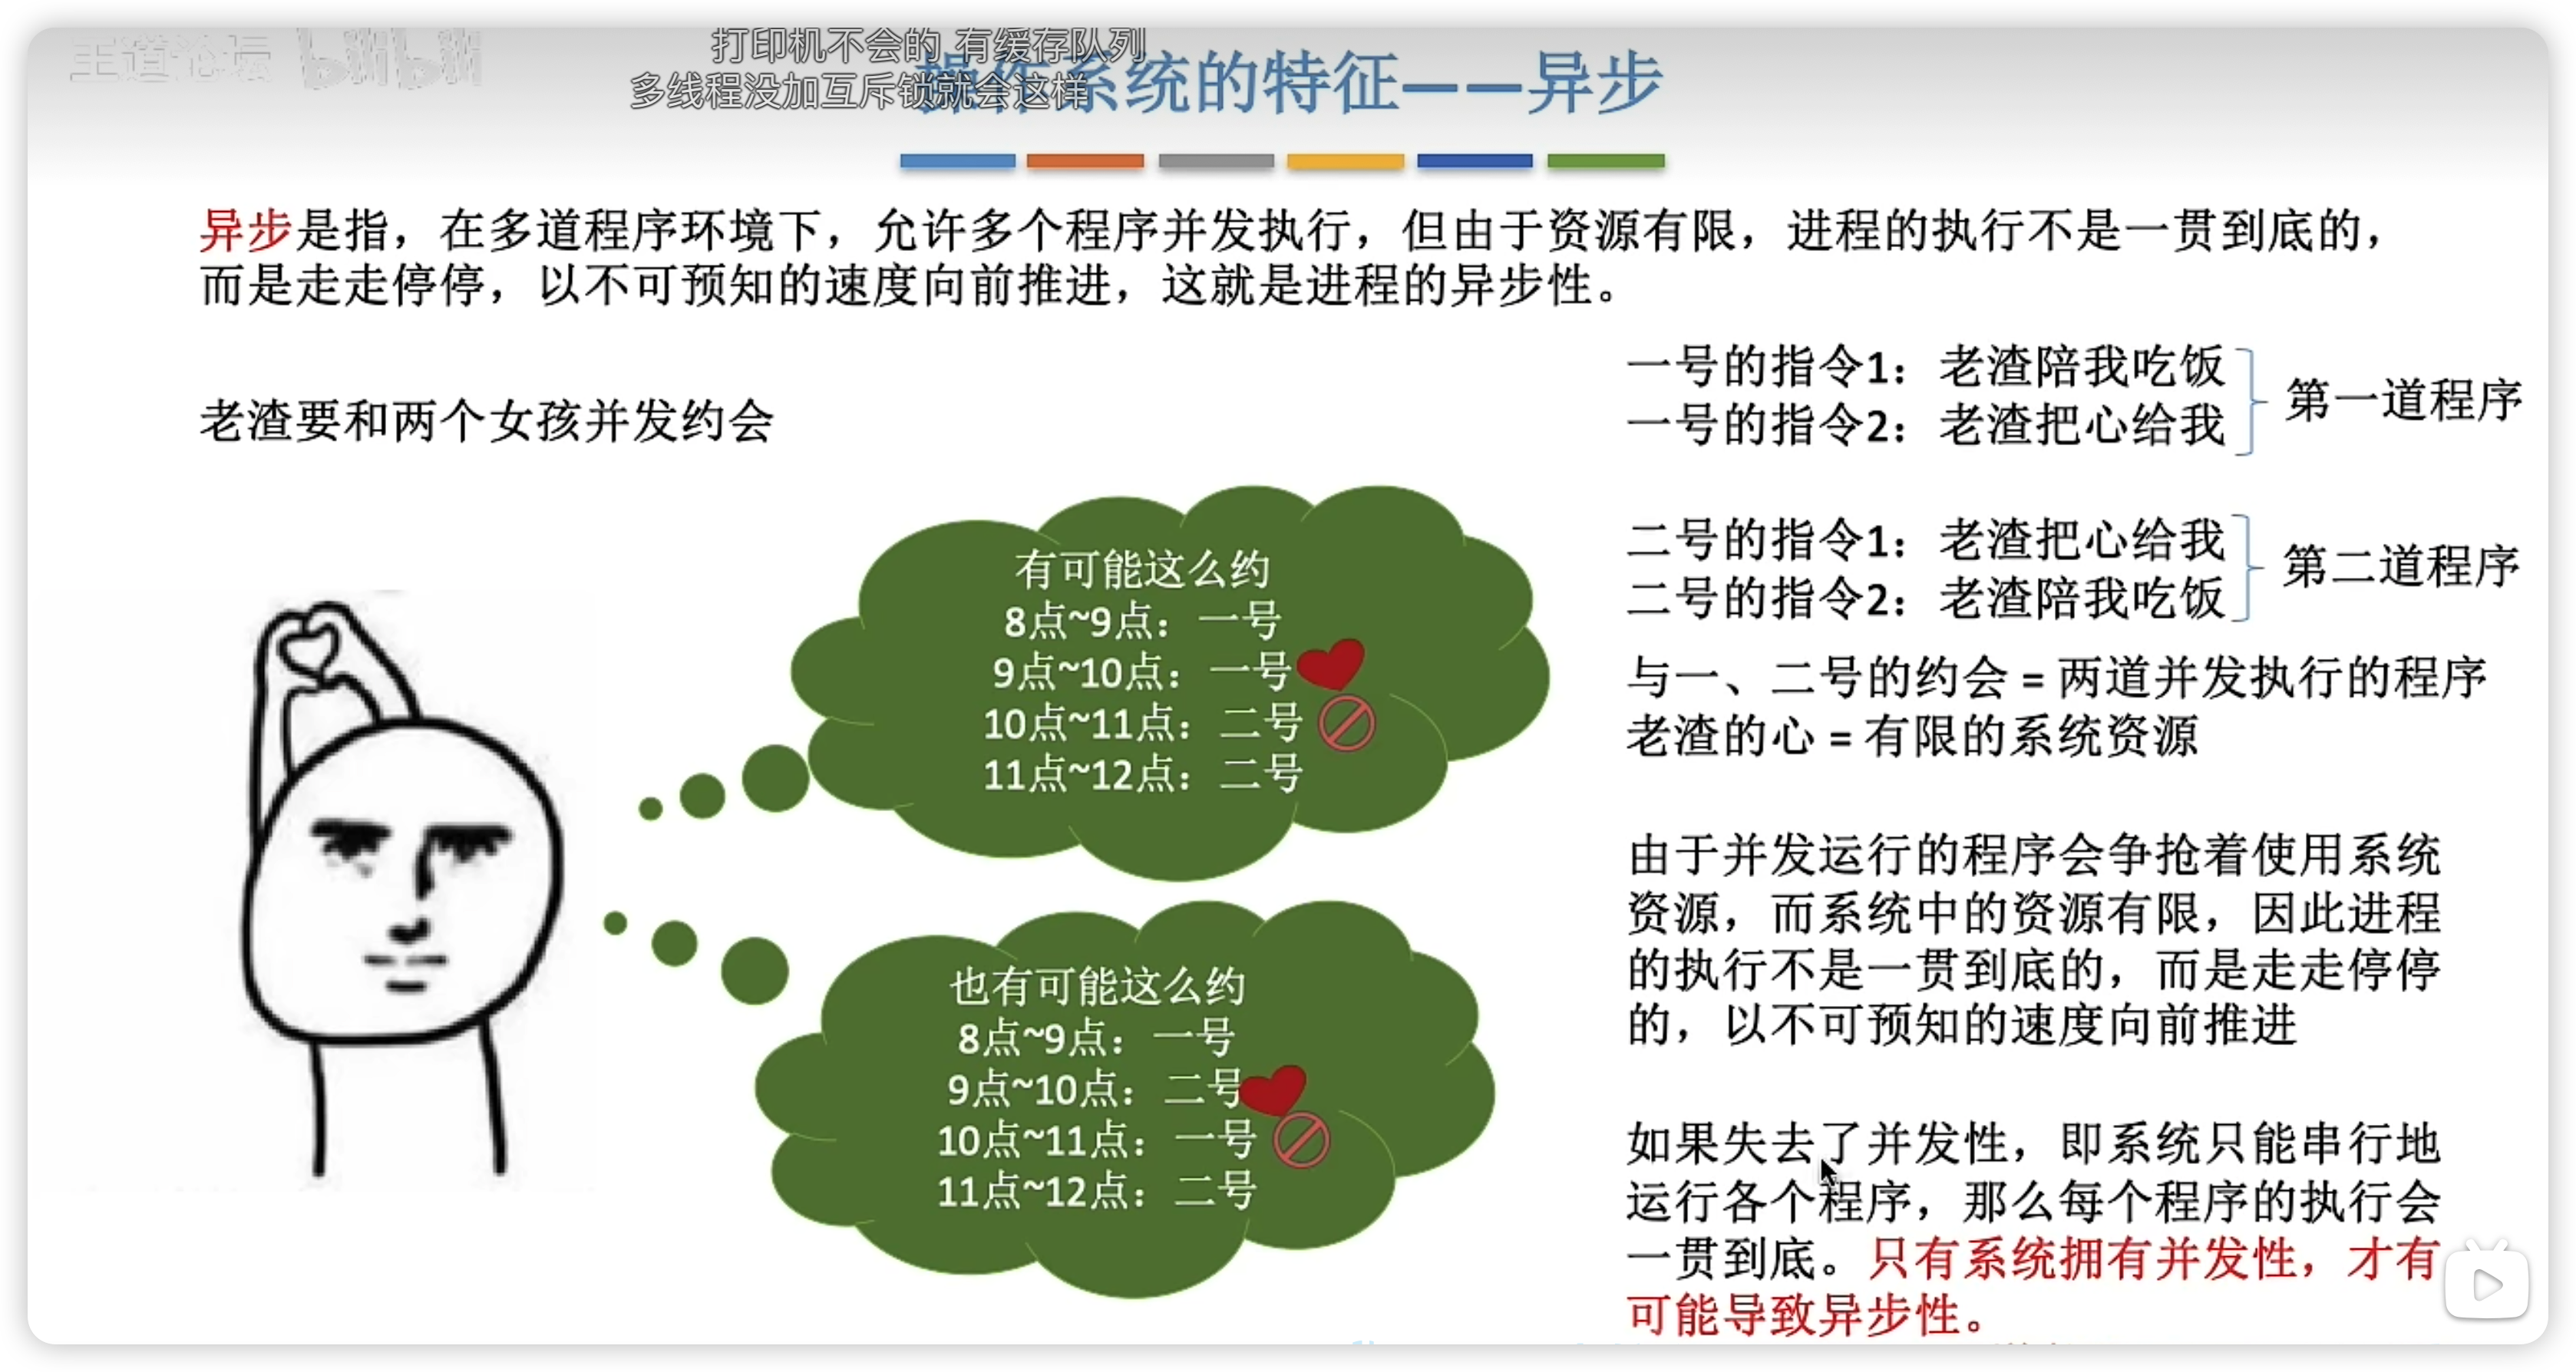 王道论坛 bilibili
打印机不会的 有缓存队列
多线程没加互斥锁就会这样
操作系统的特征——异步
异步是指，在多道程序环境下，允许多个程序并发执行，但由于资源有限，进程的执行不是一贯到底的，
而是走走停停，以不可预知的速度向前推进，这就是进程的异步性。
老渣要和两个女孩并发约会
有可能这么约
8点~9点：一号
9点~10点：一号
10点~11点：二号
11点~12点：二号
也有可能这么约
8点~9点：一号
9点~10点：二号
10点~11点：一号
11点~12点：二号
一号的指令1：老渣陪我吃饭
一号的指令2：老渣把心给我
第一道程序
二号的指令1：老渣把心给我
二号的指令2：老渣陪我吃饭
第二道程序
与一、二号的约会 = 两道并发执行的程序
老渣的心 = 有限的系统资源
由于并发运行的程序会争抢着使用系统
资源，而系统中的资源有限，因此进程
的执行不是一贯到底的，而是走走停停
的，以不可预知的速度向前推进
如果失去了并发性，即系统只能串行地
运行各个程序，那么每个程序的执行会
一贯到底。只有系统拥有并发性，才有
可能导致异步性。